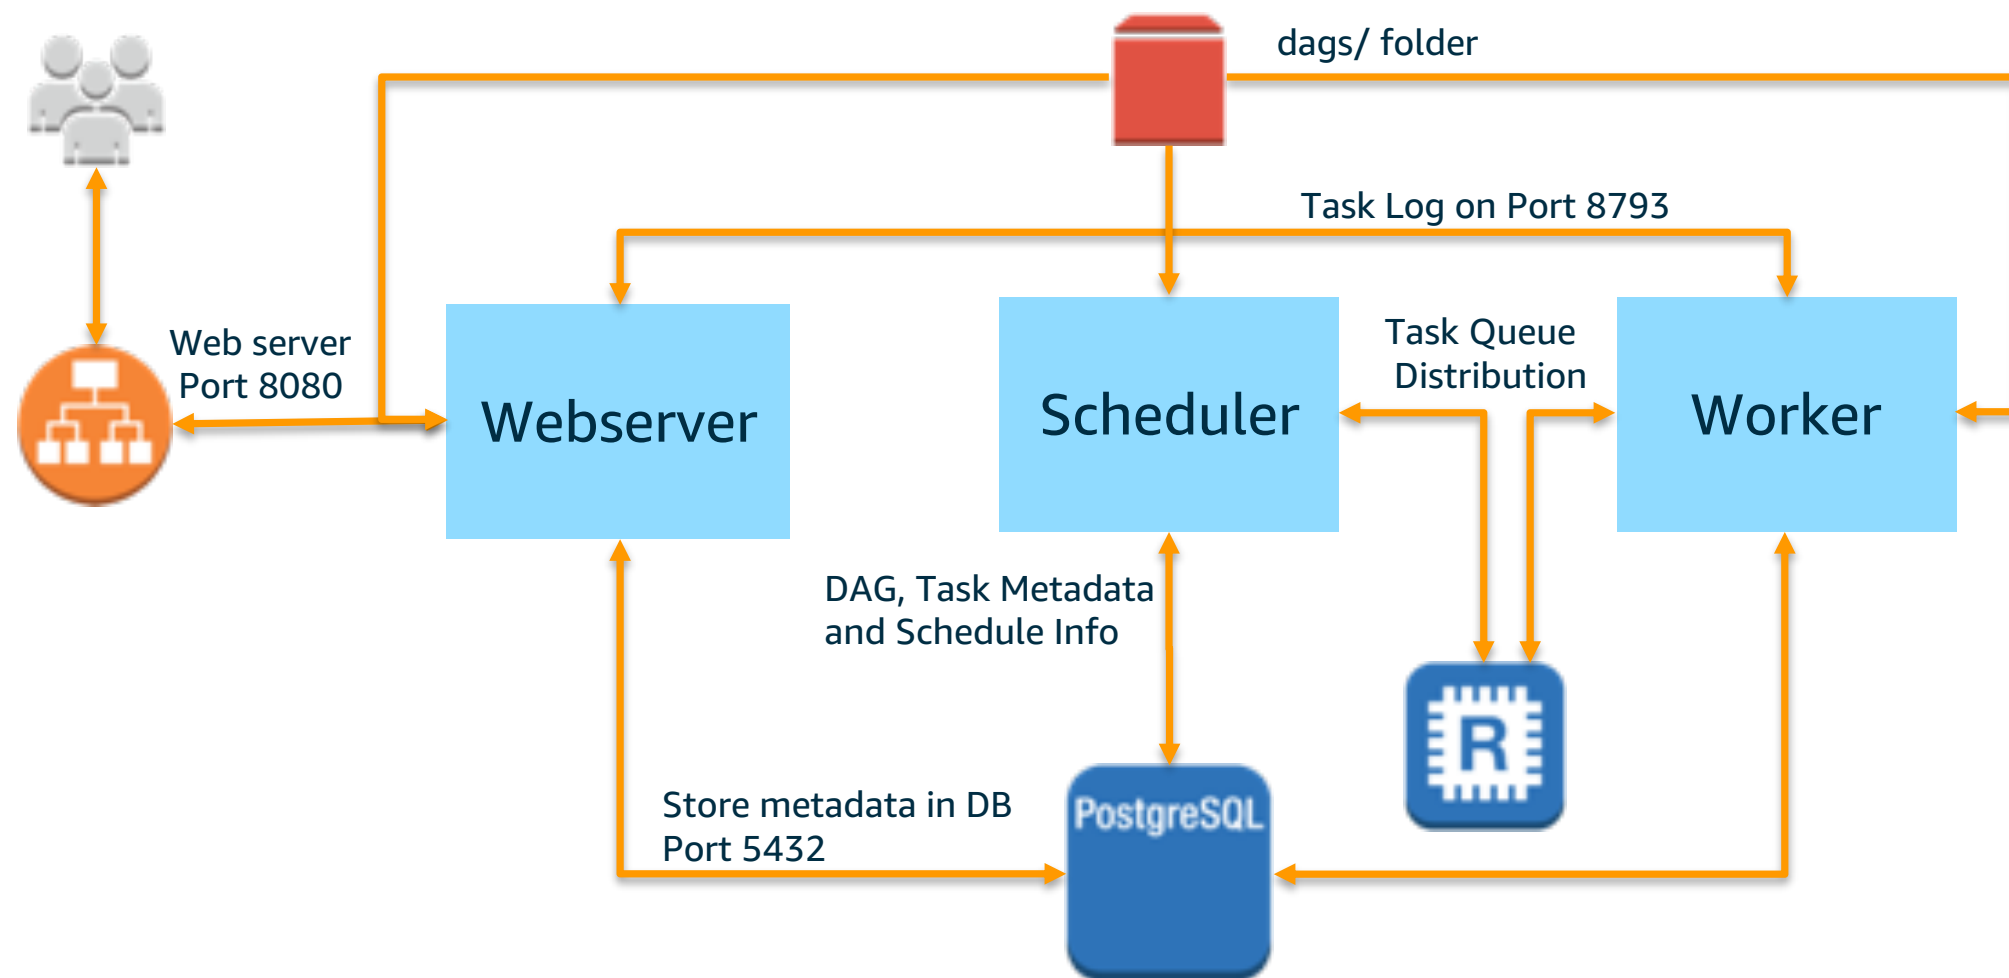 dags/ folder
Task Log on Port 8793
Web server
Port 8080
Webserver
Scheduler
Task Queue
Distribution
Worker
DAG, Task Metadata
and Schedule Info
R
Store metadata in DB
Port 5432
PostgreSQL